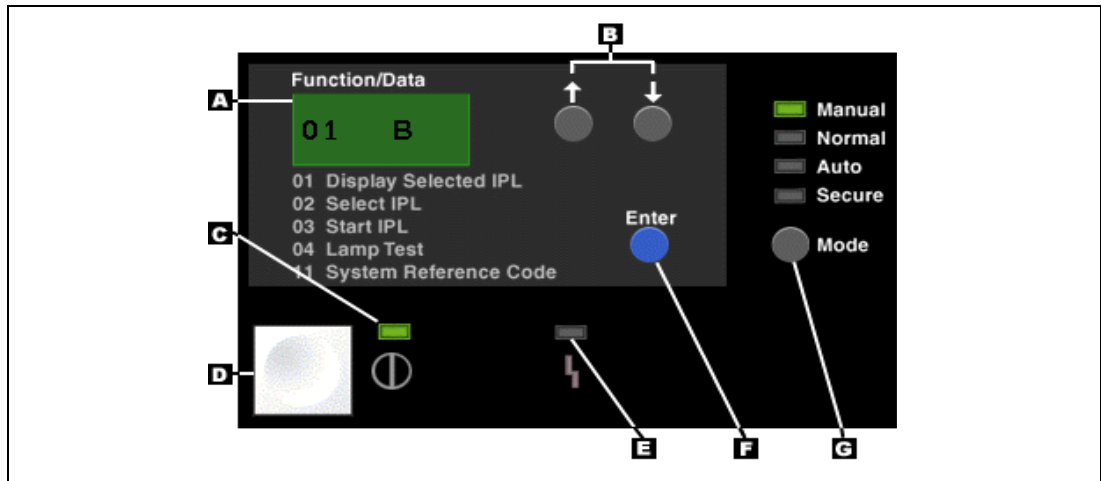 B
Function/Data
A
01 B
Manual
Normal
Auto
Secure
01 Display Selected IPL
02 Select IPL
03 Start IPL
04 Lamp Test
11 System Reference Code
Enter
Mode
C
D
E
F
G